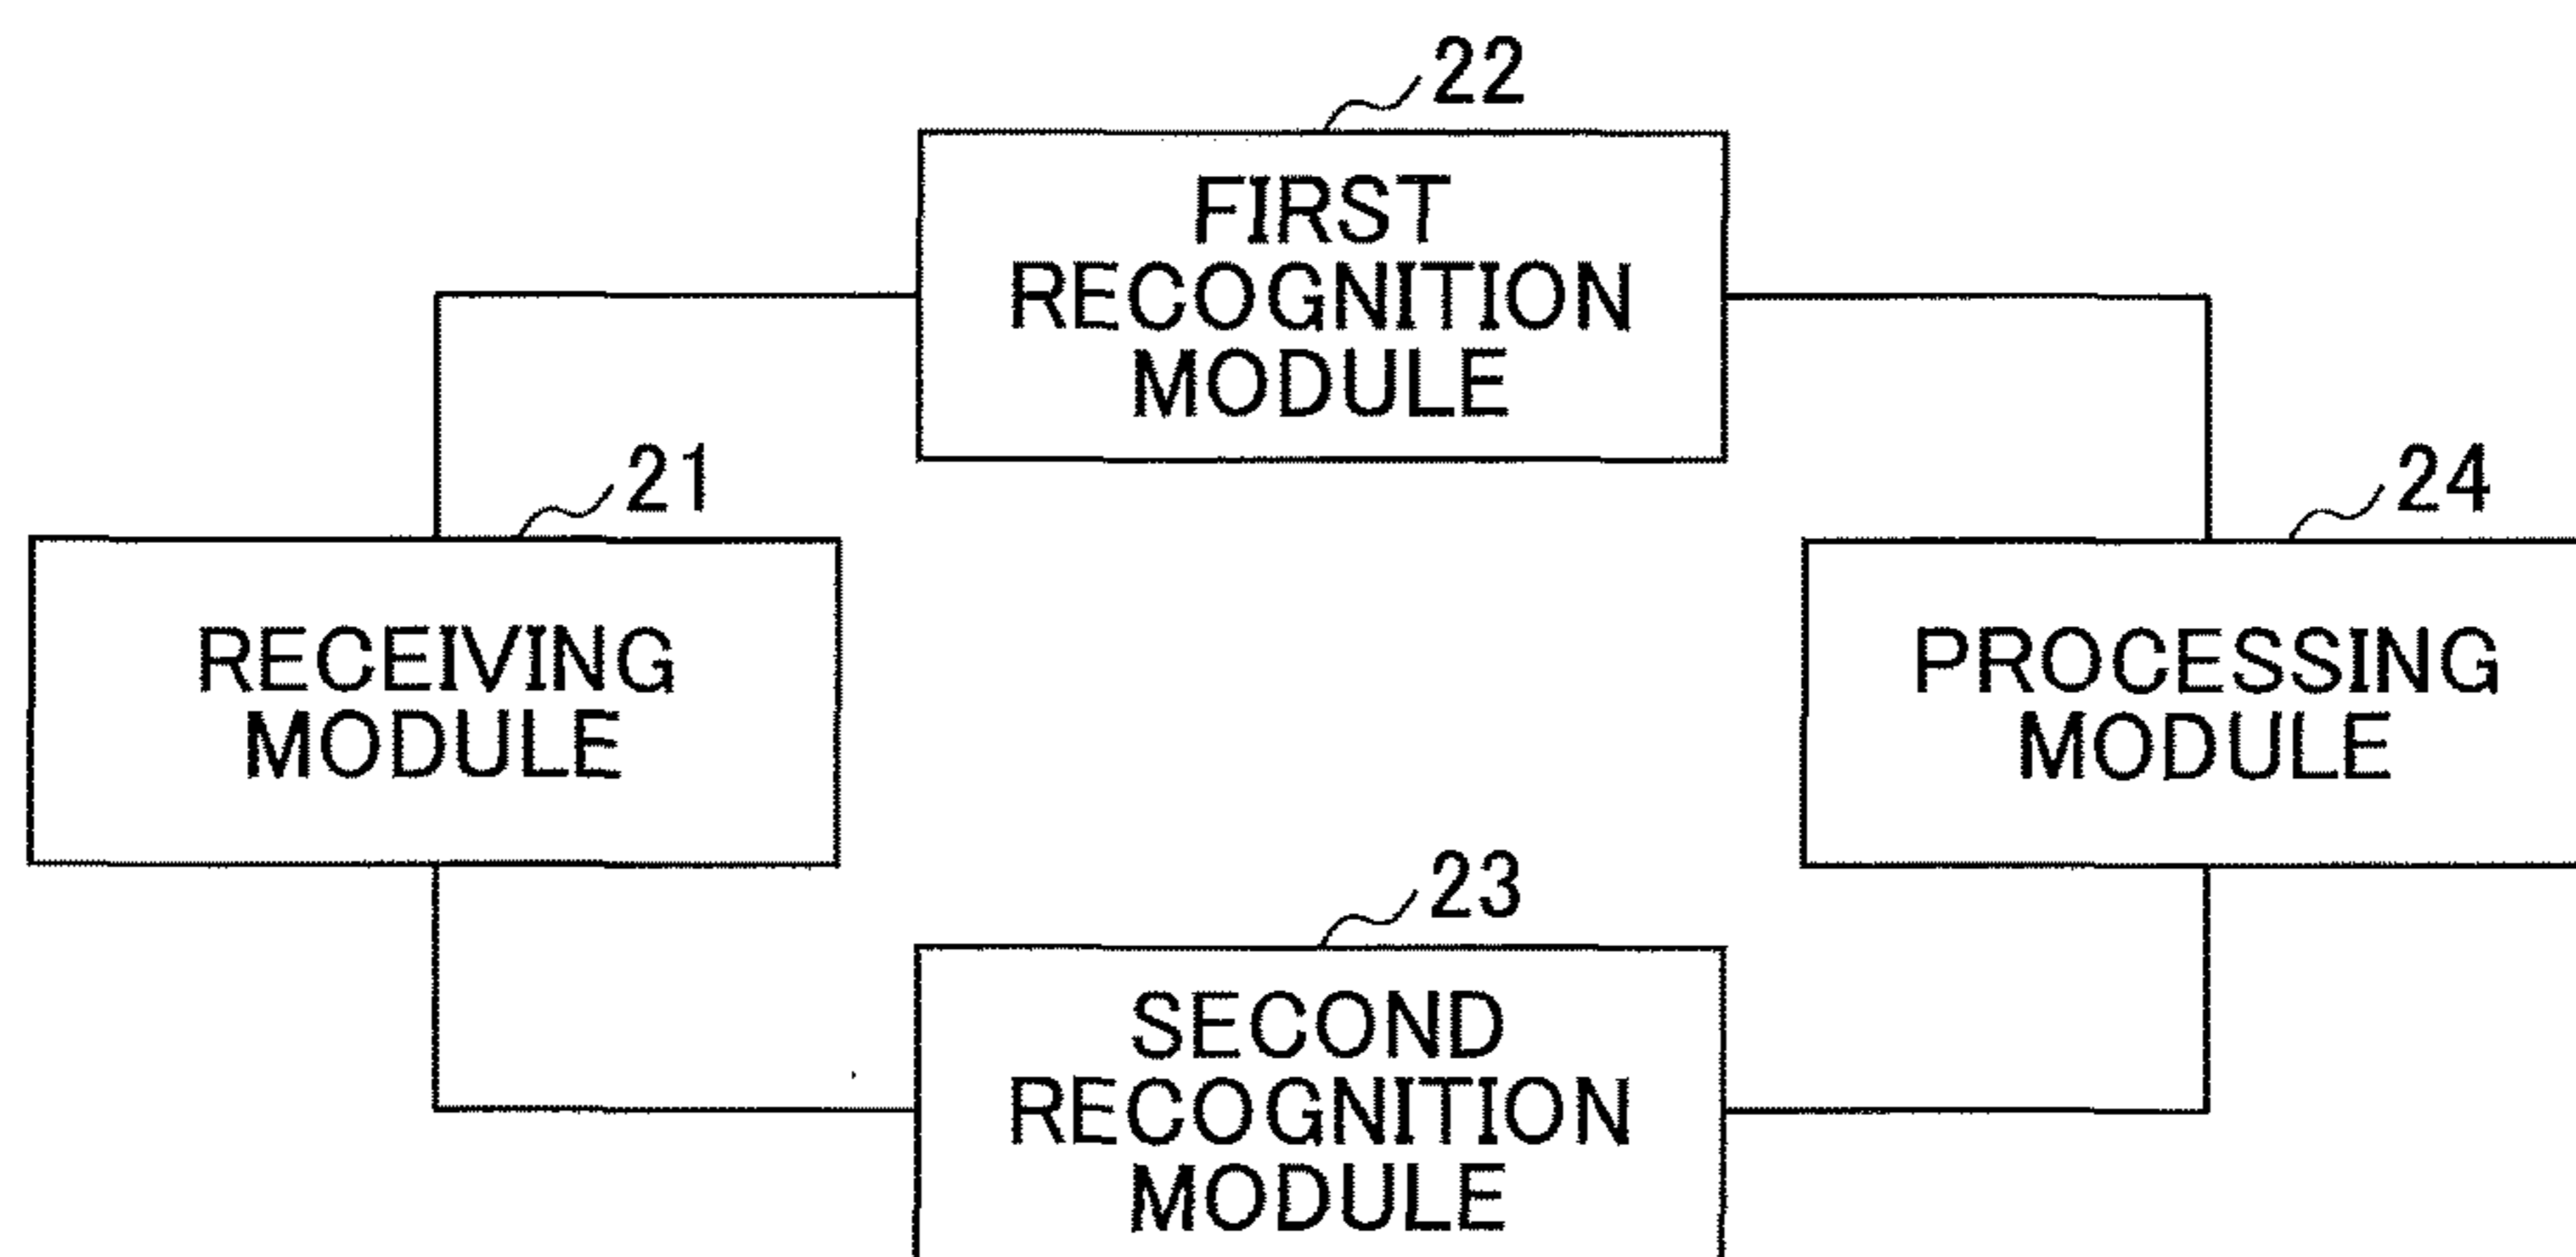 22
FIRST
RECOGNITION
MODULE
21
RECEIVING
MODULE
24
PROCESSING
MODULE
23
SECOND
RECOGNITION
MODULE